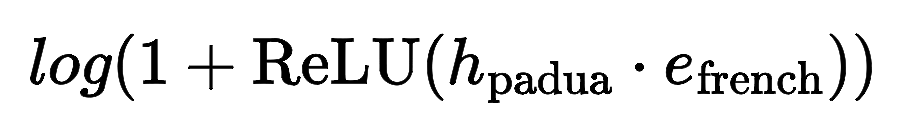 log(1 + ReLU(h_padua · e_french))